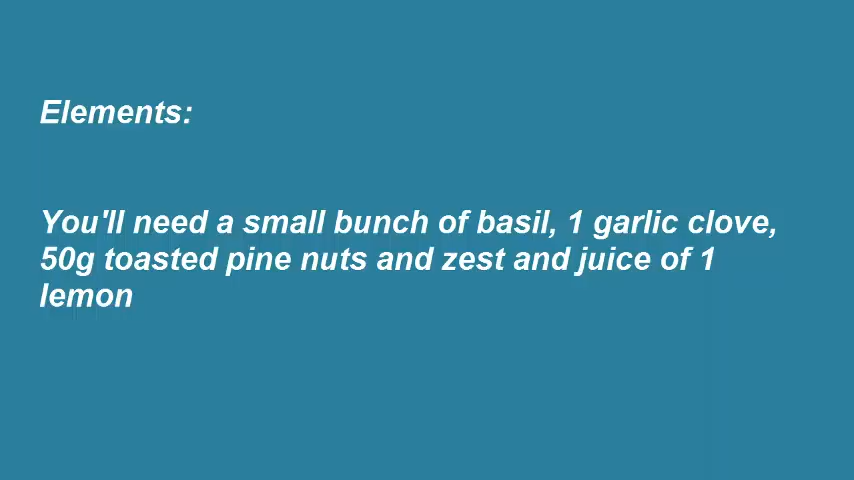 Elements:
You'll need a small bunch of basil, 1 garlic clove,
50g toasted pine nuts and zest and juice of 1
lemon